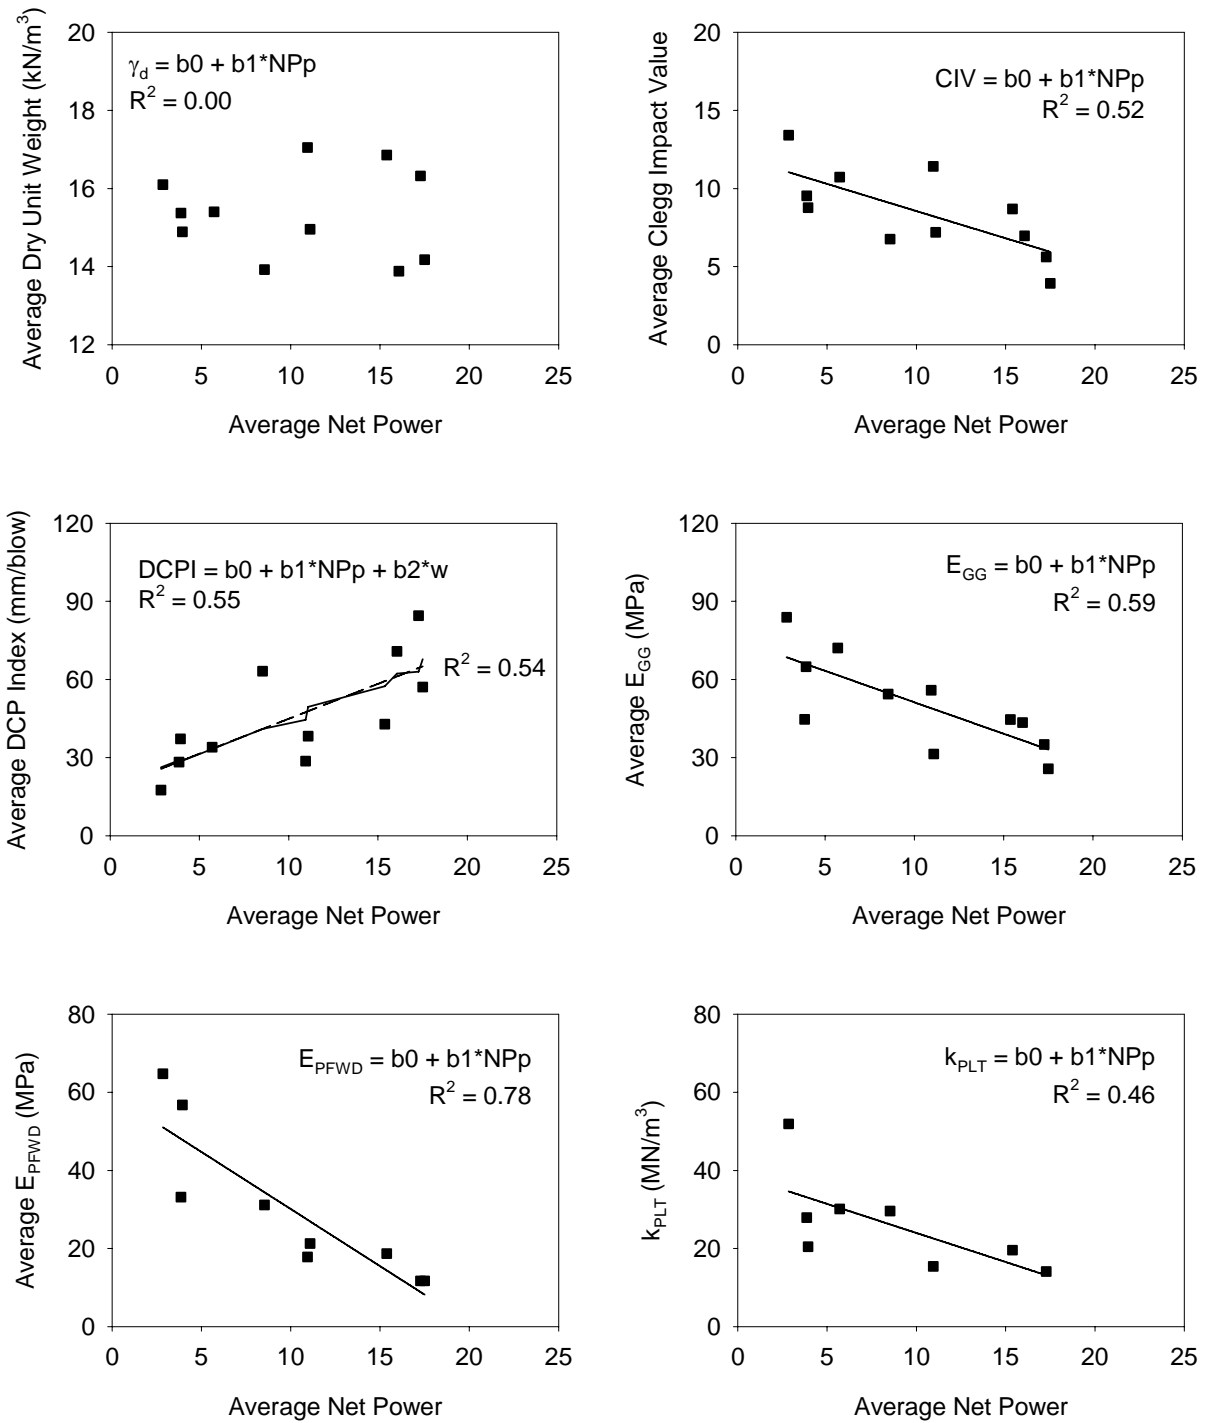 Average Dry Unit Weight (kN/m³)
20
18
16
14
12
γd = b0 + b1*NPp
R² = 0.00
0 5 10 15 20 25
Average Net Power
Average Clegg Impact Value
20
15
10
5
0
CIV = b0 + b1*NPp
R² = 0.52
0 5 10 15 20 25
Average Net Power
Average DCP Index (mm/blow)
120
90
60
30
0
DCPI = b0 + b1*NPp + b2*w
R² = 0.55
R² = 0.54
0 5 10 15 20 25
Average Net Power
Average EGG (MPa)
120
90
60
30
0
EGG = b0 + b1*NPp
R² = 0.59
0 5 10 15 20 25
Average Net Power
Average EPFWD (MPa)
80
60
40
20
0
EPFWD = b0 + b1*NPp
R² = 0.78
0 5 10 15 20 25
Average Net Power
kPLT (MN/m³)
80
60
40
20
0
kPLT = b0 + b1*NPp
R² = 0.46
0 5 10 15 20 25
Average Net Power